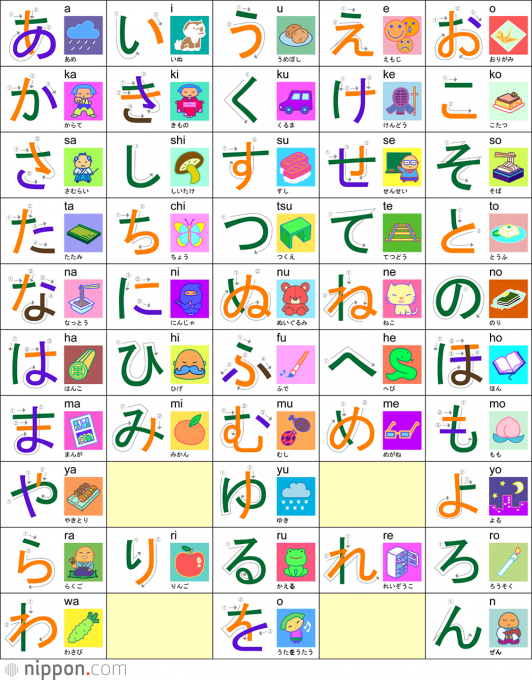 あ a あめ
い i いぬ
う u うめぼし
え e えもじ
お o おりがみ
か ka からて
き ki きもの
く ku くるま
け ke けんどう
こ ko こたつ
さ sa さむらい
し shi しいたけ
す su すし
せ se せんせい
そ so そば
た ta たたみ
ち chi ちょう
つ tsu つくえ
て te てつどう
と to とうふ
な na なっとう
に ni にんじゃ
ぬ nu ぬいぐるみ
ね ne ねこ
の no のり
は ha はんこ
ひ hi ひげ
ふ fu ふで
へ he へび
ほ ho ほん
ま ma まんが
み mi みかん
む mu むし
め me めがね
も mo もも
や ya やきとり
ゆ yu ゆき
よ yo よる
ら ra らくご
り ri りんご
る ru かえる
れ re れいぞうこ
ろ ro ろうそく
わ wa わさび
を o うたをうたう
ん n ぜん
nippon.com